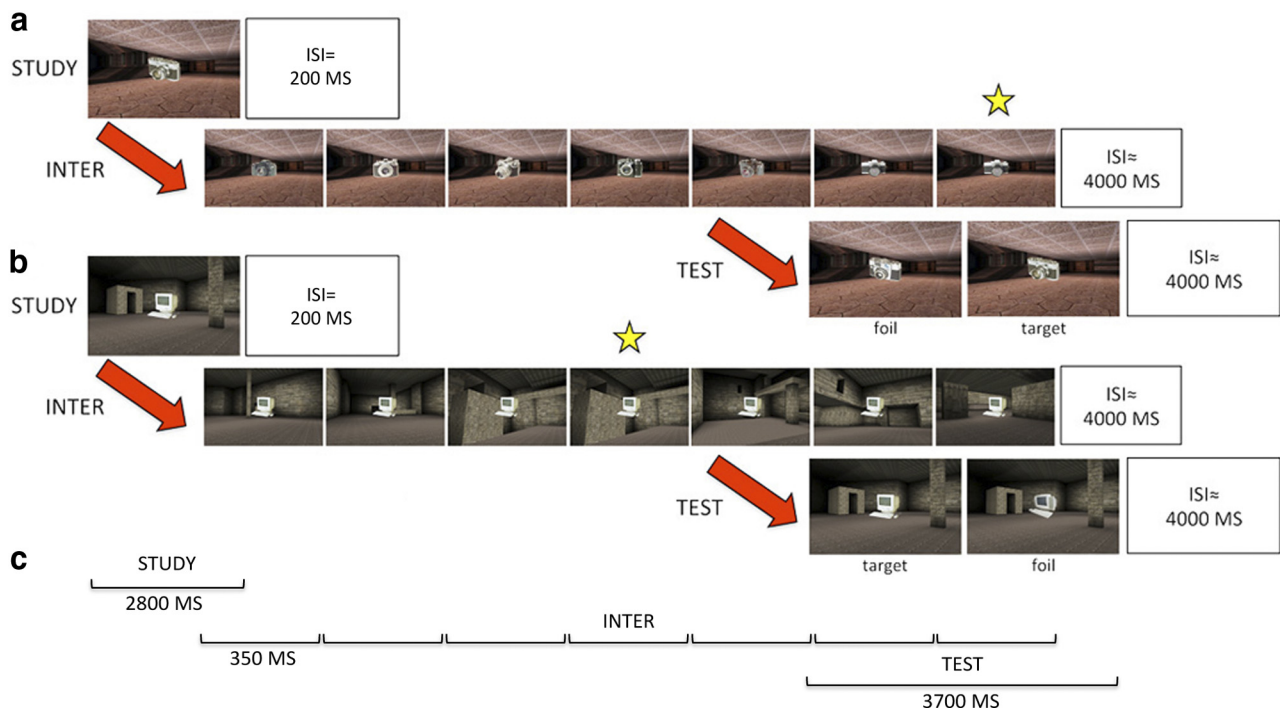 a
STUDY
ISI=
200 MS
INTER
ISI≈
4000 MS
TEST
ISI≈
4000 MS
foil
target
b
STUDY
ISI=
200 MS
INTER
ISI≈
4000 MS
TEST
ISI≈
4000 MS
target
foil
c
STUDY
2800 MS
INTER
350 MS
TEST
3700 MS